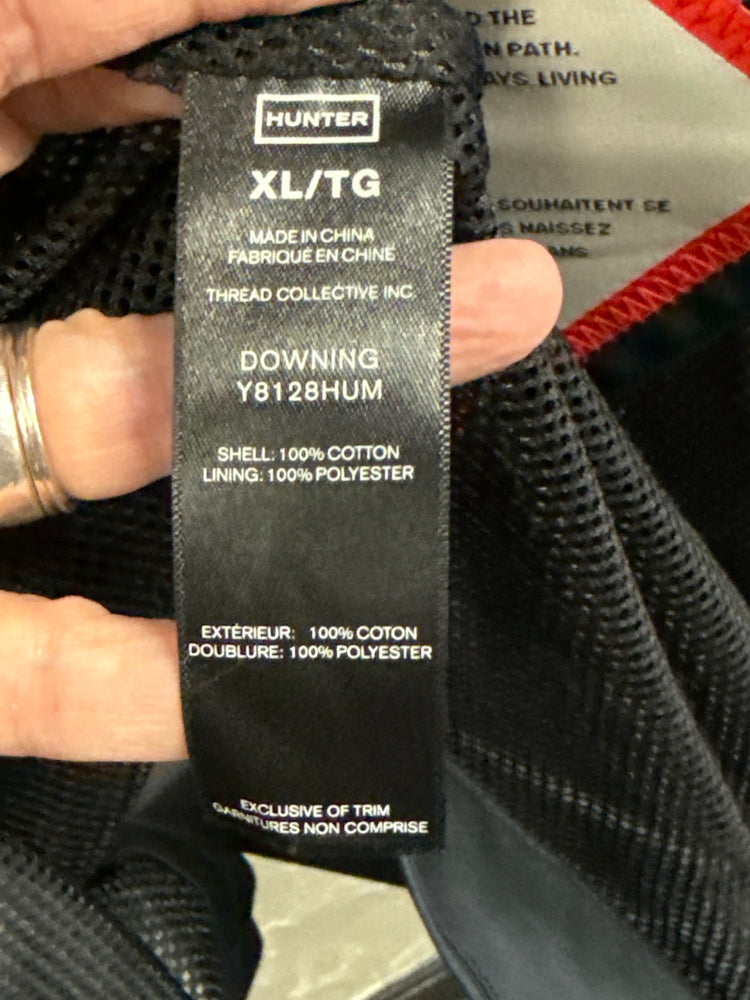 HUNTER
XL/TG
MADE IN CHINA
FABRIQUÉ EN CHINE
THREAD COLLECTIVE INC.
DOWNING
Y8128HUM
SHELL: 100% COTTON
LINING: 100% POLYESTER
EXTÉRIEUR: 100% COTON
DOUBLURE: 100% POLYESTER
EXCLUSIVE OF TRIM
GARNITURES NON COMPRISE
THE
PATH.
LIVING
SOUHAITENT SE
NAISSEZ